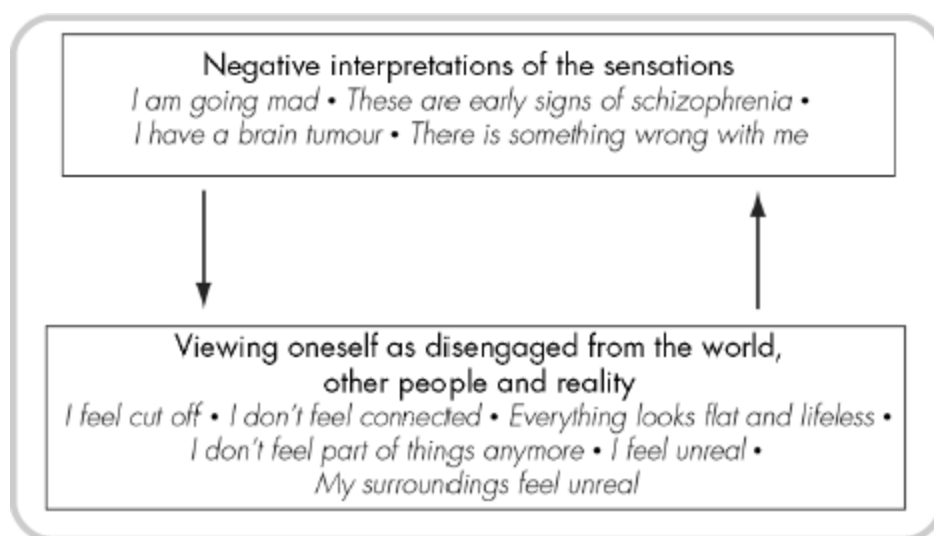 Negative interpretations of the sensations
I am going mad • These are early signs of schizophrenia •
I have a brain tumour • There is something wrong with me
Viewing oneself as disengaged from the world,
other people and reality
I feel cut off • I don't feel connected • Everything looks flat and lifeless •
I don't feel part of things anymore • I feel unreal •
My surroundings feel unreal